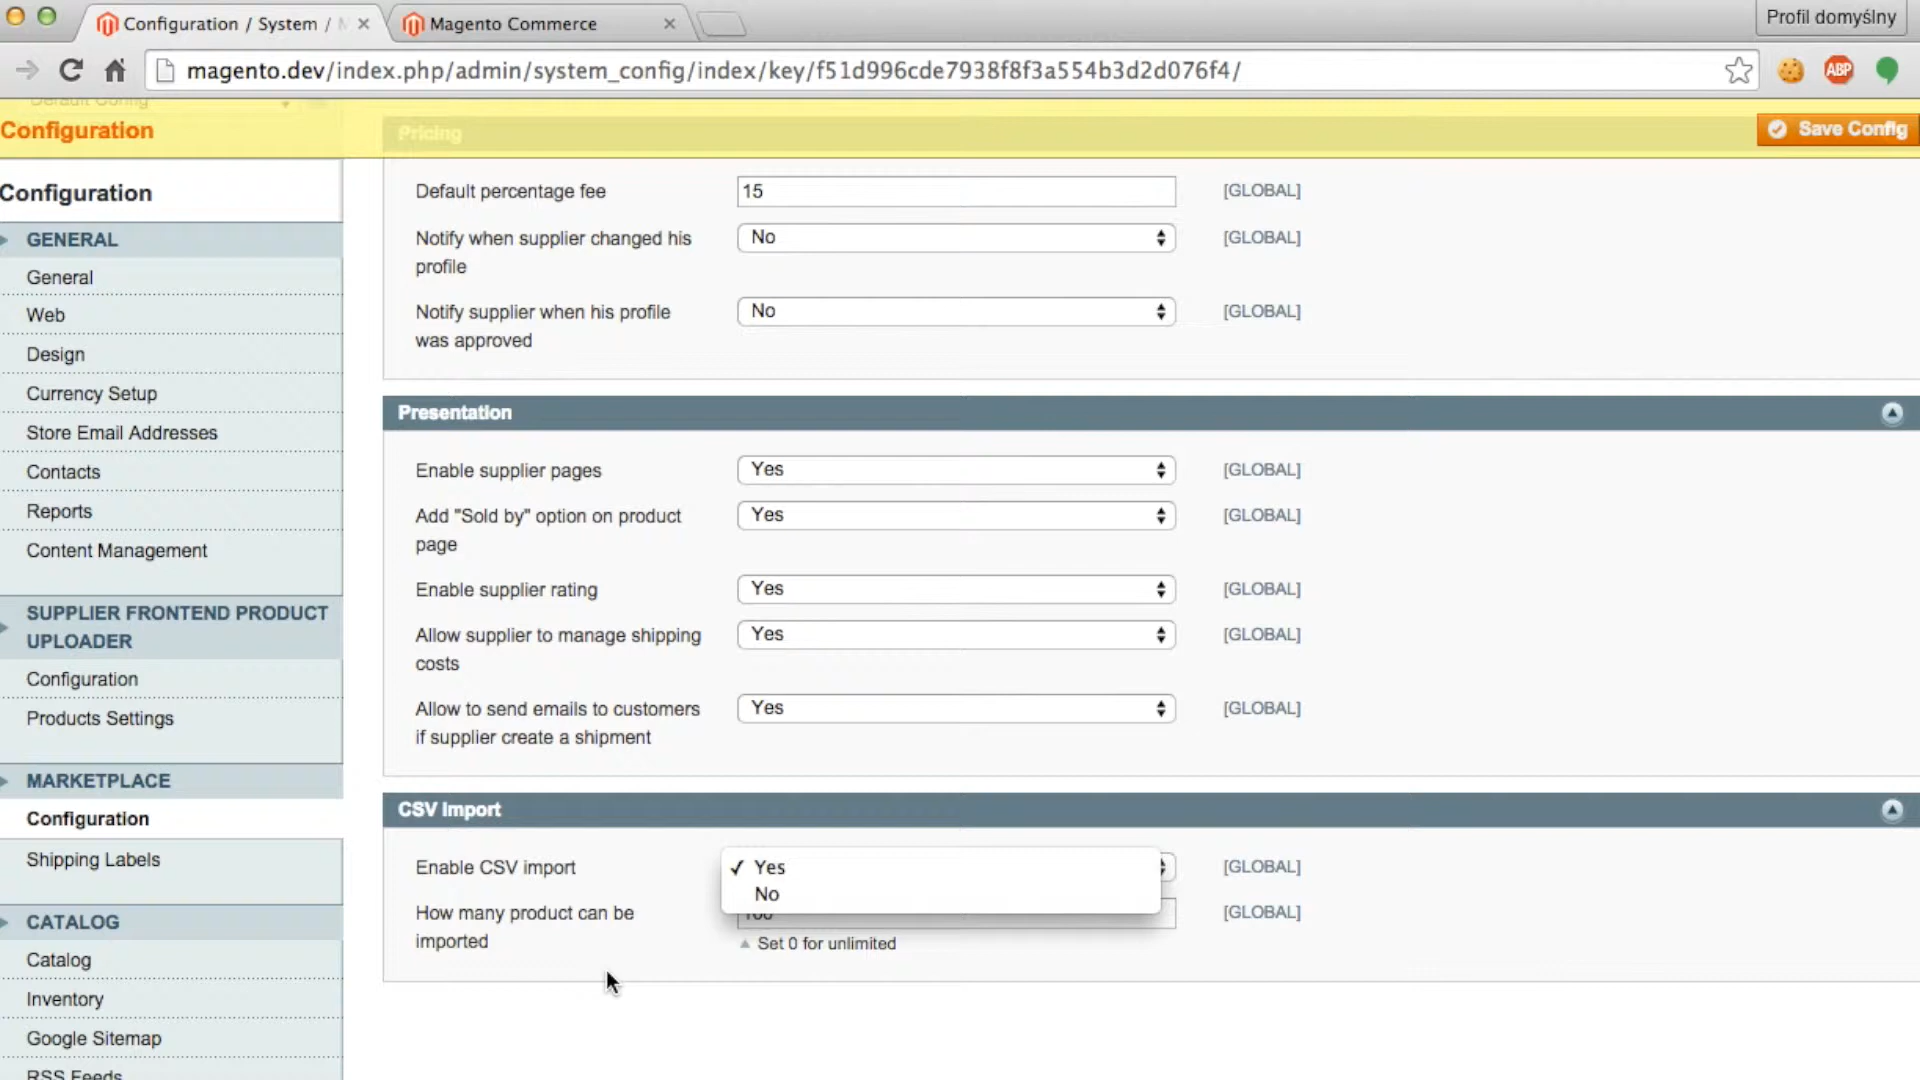 Configuration / System / M
Magento Commerce
Profil domyślny
magento.dev/index.php/admin/system_config/index/key/f51d996cde7938f8f3a554b3d2d076f4/
ABP
Default Config
Configuration
Pricing
Save Config
Configuration
GENERAL
General
Web
Design
Currency Setup
Store Email Addresses
Contacts
Reports
Content Management
SUPPLIER FRONTEND PRODUCT
UPLOADER
Configuration
Products Settings
MARKETPLACE
Configuration
Shipping Labels
CATALOG
Catalog
Inventory
Google Sitemap
RSS Feeds
Default percentage fee 15 [GLOBAL]
Notify when supplier changed his No [GLOBAL]
profile
Notify supplier when his profile No [GLOBAL]
was approved
Presentation
Enable supplier pages Yes [GLOBAL]
Add "Sold by" option on product Yes [GLOBAL]
page
Enable supplier rating Yes [GLOBAL]
Allow supplier to manage shipping Yes [GLOBAL]
costs
Allow to send emails to customers Yes [GLOBAL]
if supplier create a shipment
CSV Import
Enable CSV import Yes [GLOBAL]
No
How many product can be 100 [GLOBAL]
imported
Set 0 for unlimited